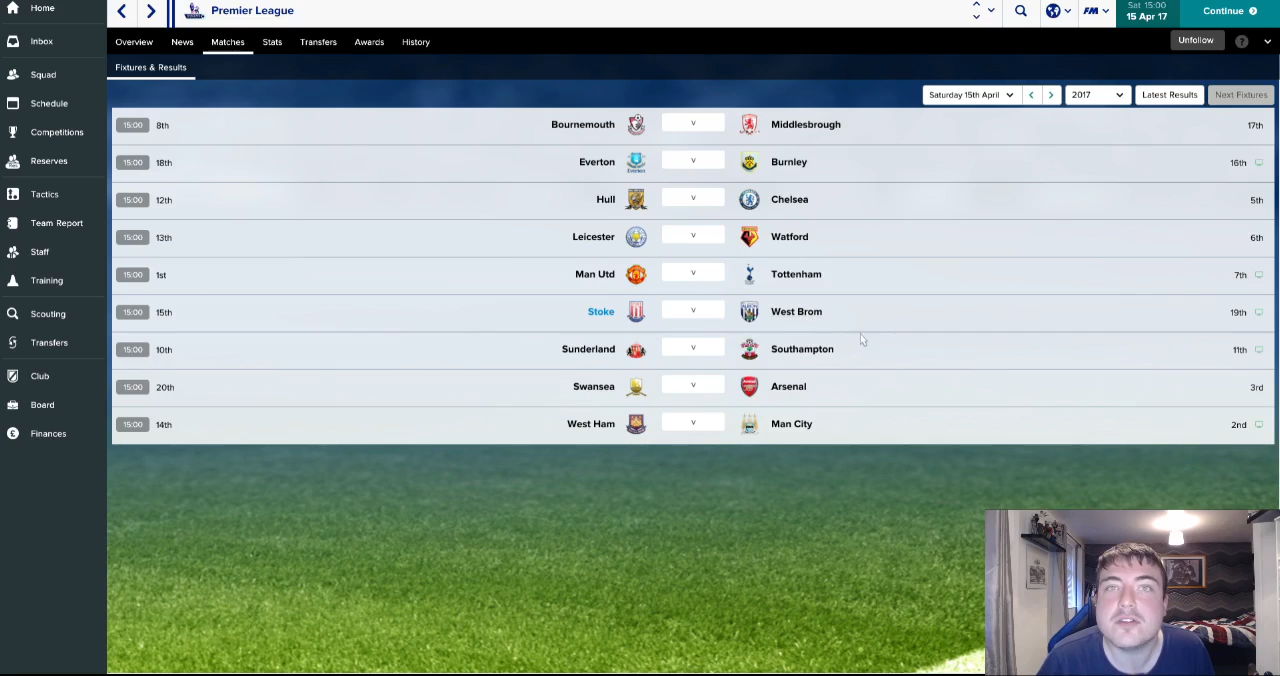 Home
Premier League
Sat 15:00
15 Apr 17
Continue
FM
Inbox
Overview News Matches Stats Transfers Awards History
Unfollow
?
Fixtures & Results
Squad
Schedule
Competitions
Reserves
Tactics
Team Report
Staff
Training
Scouting
Transfers
Club
Board
Finances
Saturday 15th April 2017 Latest Results Next Fixtures
15:00 8th Bournemouth v Middlesbrough 17th
15:00 18th Everton v Burnley 16th
15:00 12th Hull v Chelsea 5th
15:00 13th Leicester v Watford 6th
15:00 1st Man Utd v Tottenham 7th
15:00 15th Stoke v West Brom 19th
15:00 10th Sunderland v Southampton 11th
15:00 20th Swansea v Arsenal 3rd
15:00 14th West Ham v Man City 2nd